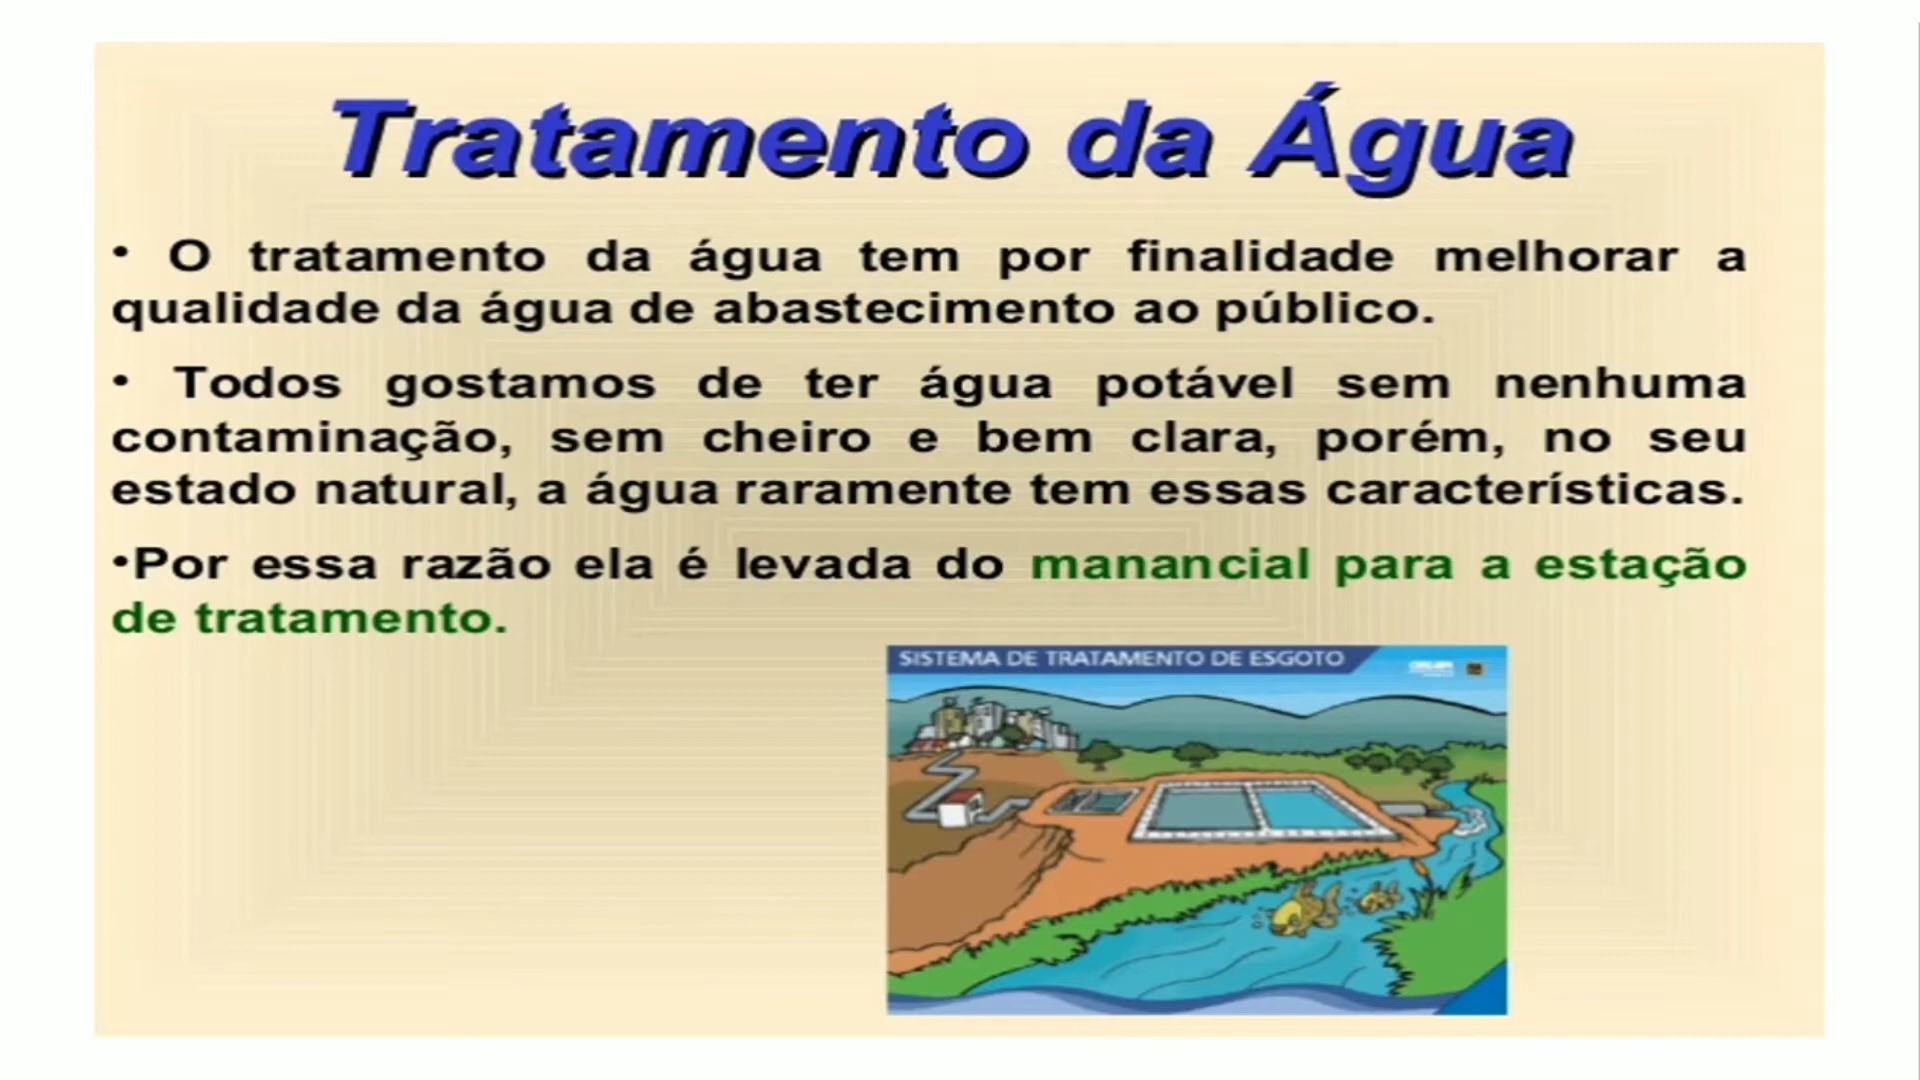 Tratamento da Água
• O tratamento da água tem por finalidade melhorar a
qualidade da água de abastecimento ao público.
• Todos gostamos de ter água potável sem nenhuma
contaminação, sem cheiro e bem clara, porém, no seu
estado natural, a água raramente tem essas características.
•Por essa razão ela é levada do manancial para a estação
de tratamento.
SISTEMA DE TRATAMENTO DE ESGOTO